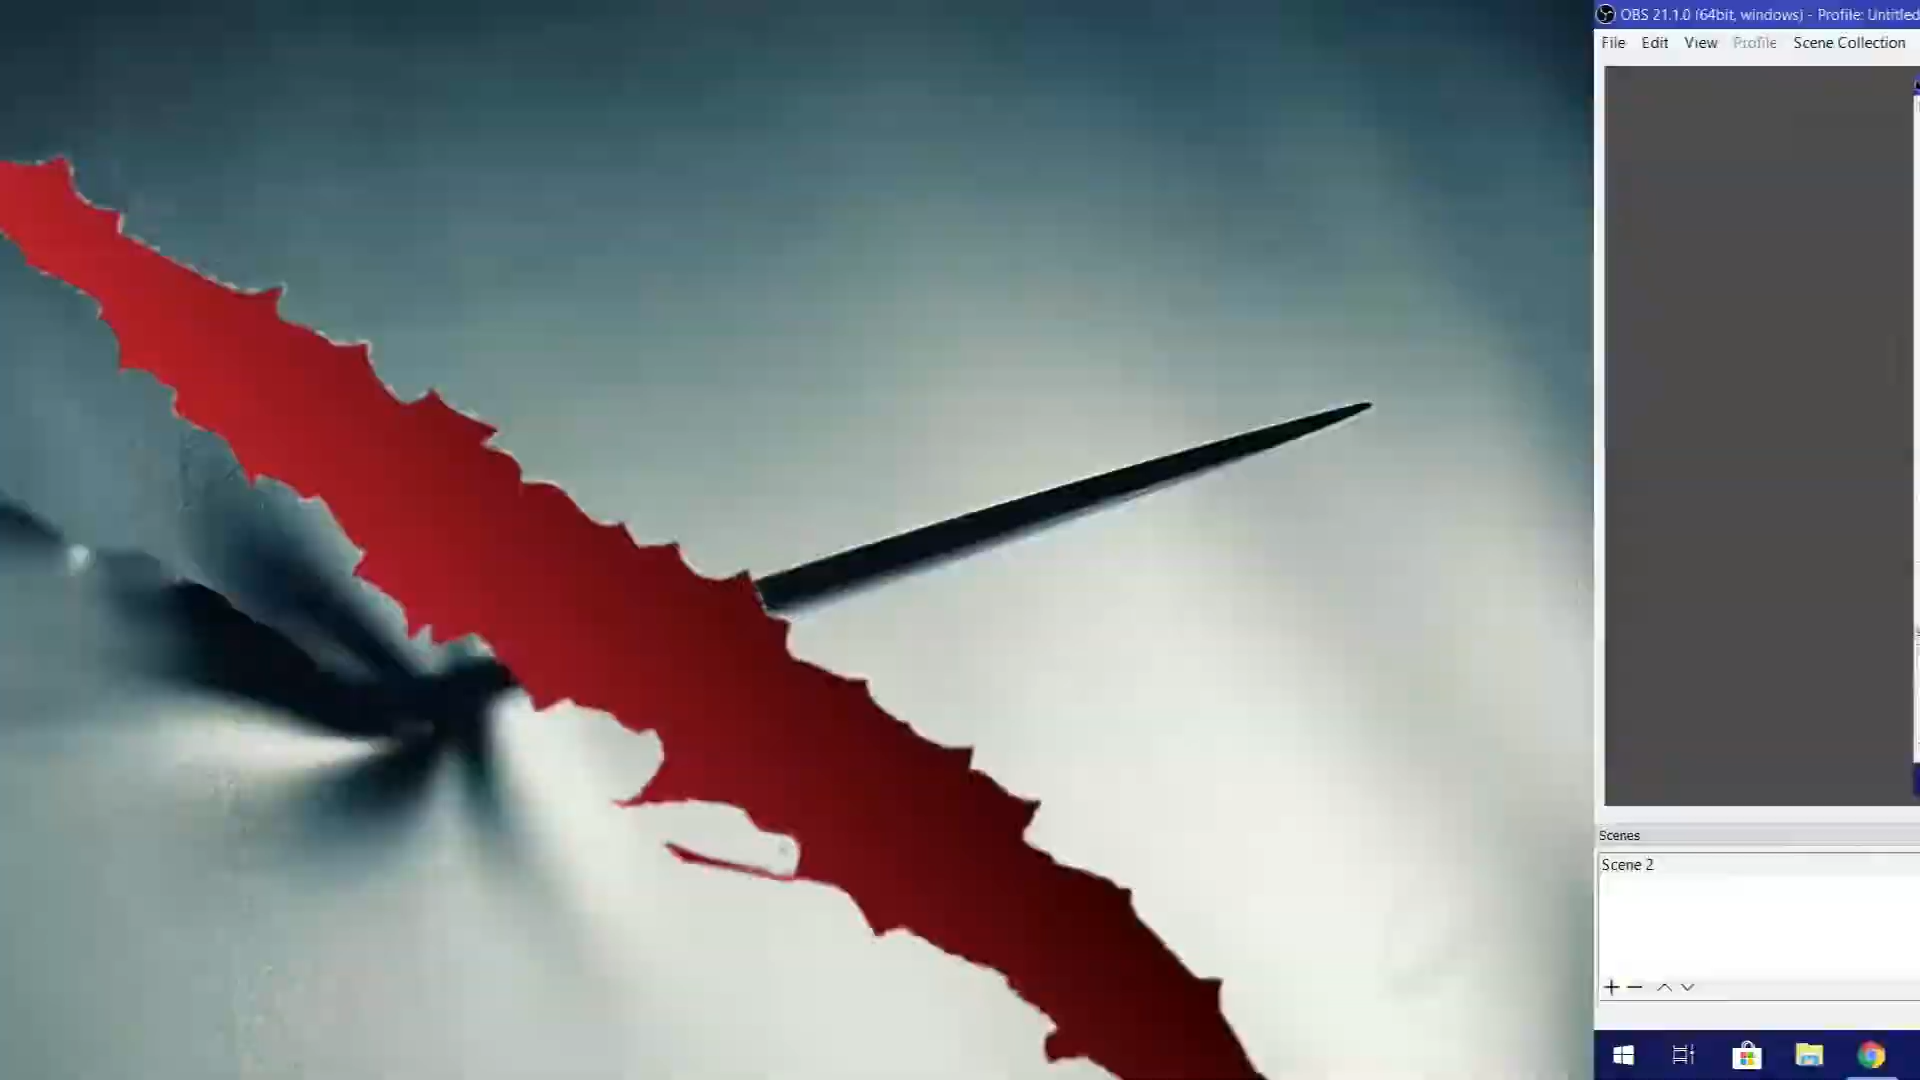 OBS 21.1.0 (64bit, windows) - Profile: Untitled
File Edit View Profile Scene Collection
Scenes
Scene 2